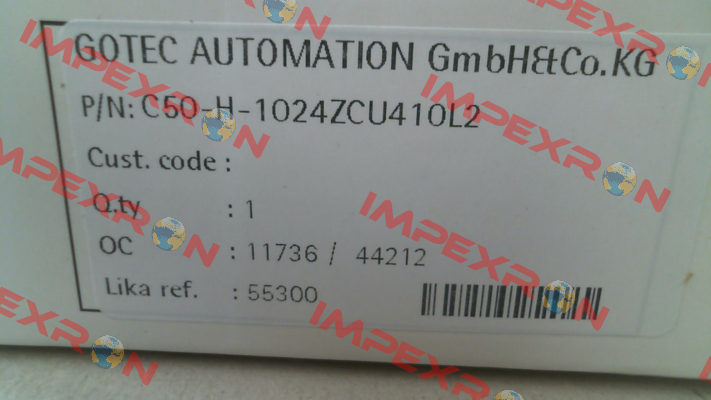 GOTEC AUTOMATION GmbH&Co.KG
P/N: C50-H-1024ZCU410L2
Cust. code :
Q.ty : 1
OC : 11736 / 44212
Lika ref. : 55300
IMPEXRON
IMPEXRON
IMPEXRON
IMPEXRON
IMPEXRON
IMPEXRON